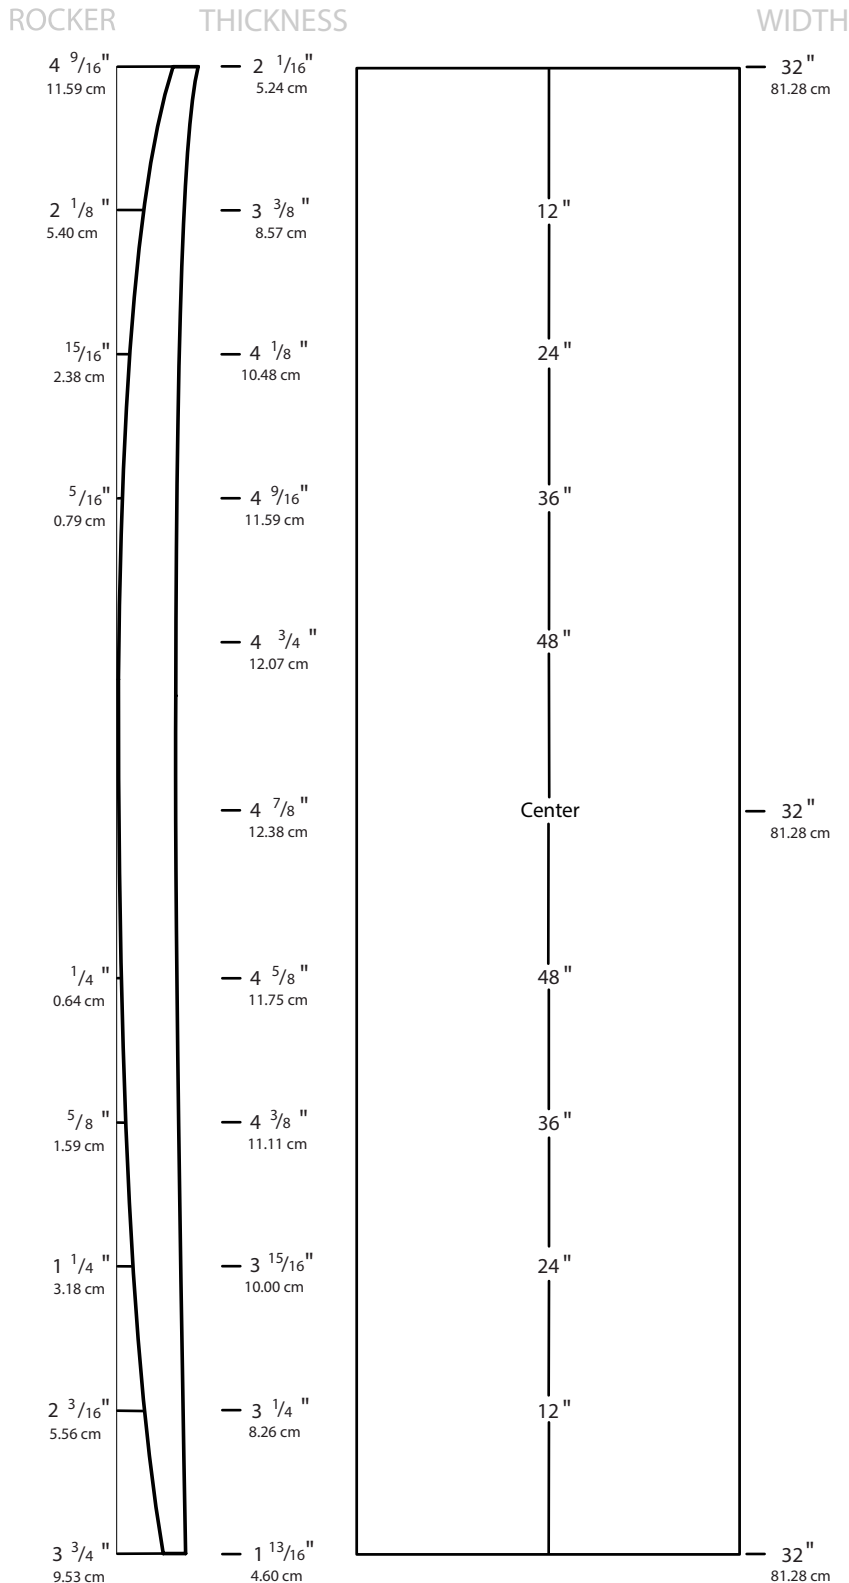 ROCKER THICKNESS WIDTH
4 9/16" 2 1/16" 32"
11.59 cm 5.24 cm 81.28 cm
2 1/8" 3 3/8" 12"
5.40 cm 8.57 cm
15/16" 4 1/8" 24"
2.38 cm 10.48 cm
5/16" 4 9/16" 36"
0.79 cm 11.59 cm
4 3/4" 48"
12.07 cm
4 7/8" Center 32"
12.38 cm 81.28 cm
1/4" 4 5/8" 48"
0.64 cm 11.75 cm
5/8" 4 3/8" 36"
1.59 cm 11.11 cm
1 1/4" 3 15/16" 24"
3.18 cm 10.00 cm
2 3/16" 3 1/4" 12"
5.56 cm 8.26 cm
3 3/4" 1 13/16" 32"
9.53 cm 4.60 cm 81.28 cm